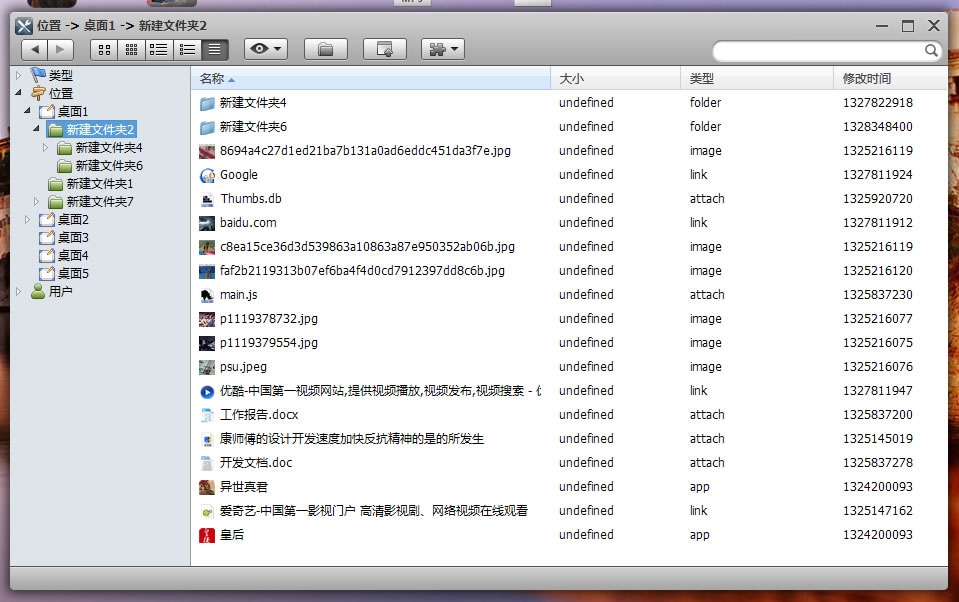 位置 -> 桌面1 -> 新建文件夹2
类型
位置
桌面1
新建文件夹2
新建文件夹4
新建文件夹6
新建文件夹1
新建文件夹7
桌面2
桌面3
桌面4
桌面5
用户
名称 大小 类型 修改时间
新建文件夹4 undefined folder 1327822918
新建文件夹6 undefined folder 1328348400
8694a4c27d1ed21ba7b131a0ad6eddc451da3f7e.jpg undefined image 1325216119
Google undefined link 1327811924
Thumbs.db undefined attach 1325920720
baidu.com undefined link 1327811912
c8ea15ce36d3d539863a10863a87e950352ab06b.jpg undefined image 1325216119
faf2b2119313b07ef6ba4f4d0cd7912397dd8c6b.jpg undefined image 1325216120
main.js undefined attach 1325837230
p1119378732.jpg undefined image 1325216077
p1119379554.jpg undefined image 1325216075
psu.jpeg undefined image 1325216076
优酷-中国第一视频网站,提供视频播放,视频发布,视频搜索 - undefined link 1327811947
工作报告.docx undefined attach 1325837200
康师傅的设计开发速度加快反抗精神的是的所发生 undefined attach 1325145019
开发文档.doc undefined attach 1325837278
异世真君 undefined app 1324200093
爱奇艺-中国第一影视门户 高清影视剧、网络视频在线观看 undefined link 1325147162
皇后 undefined app 1324200093